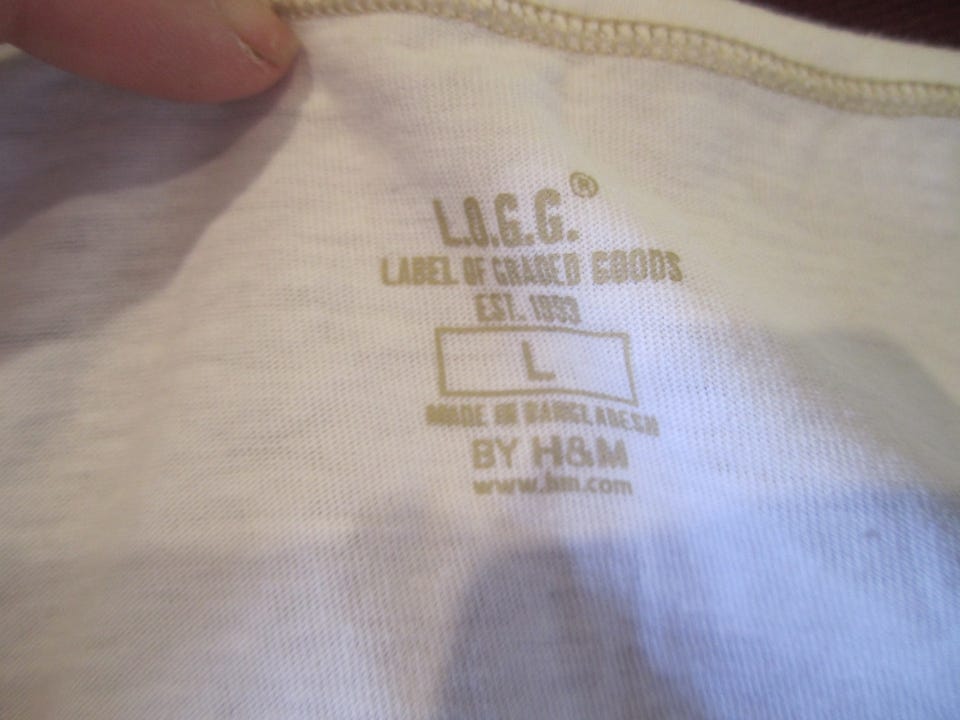 L.O.G.G.®
LABEL OF GRADED GOODS
EST. 1993
L
MADE IN BANGLADESH
BY H&M
www.hm.com